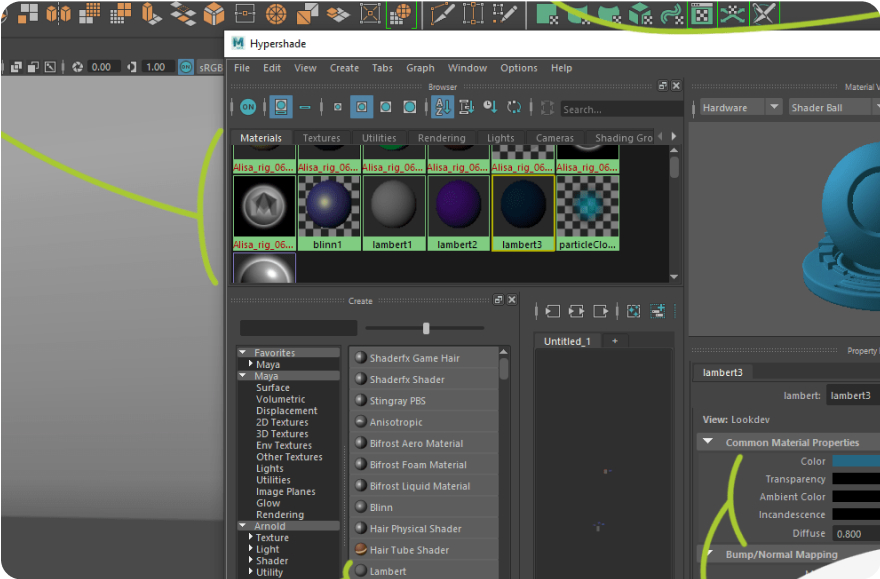 Hypershade
File Edit View Create Tabs Graph Window Options Help
0.00 1.00 ON sRGB
Browser
Material V
ON
Search...
Hardware Shader Ball
Materials Textures Utilities Rendering Lights Cameras Shading Gro
Alisa_rig_06... Alisa_rig_06... Alisa_rig_06... Alisa_rig_06... Alisa_rig_06... Alisa_rig_06...
Alisa_rig_06... blinn1 lambert1 lambert2 lambert3 particleClo...
Create
Untitled_1 +
Property
Favorites
Maya
Maya
Surface
Volumetric
Displacement
2D Textures
3D Textures
Env Textures
Other Textures
Lights
Utilities
Image Planes
Glow
Rendering
Arnold
Texture
Light
Shader
Utility
Shaderfx Game Hair
Shaderfx Shader
Stingray PBS
Anisotropic
Bifrost Aero Material
Bifrost Foam Material
Bifrost Liquid Material
Blinn
Hair Physical Shader
Hair Tube Shader
Lambert
lambert3
lambert: lambert3
View: Lookdev
Common Material Properties
Color
Transparency
Ambient Color
Incandescence
Diffuse 0.800
Bump/Normal Mapping